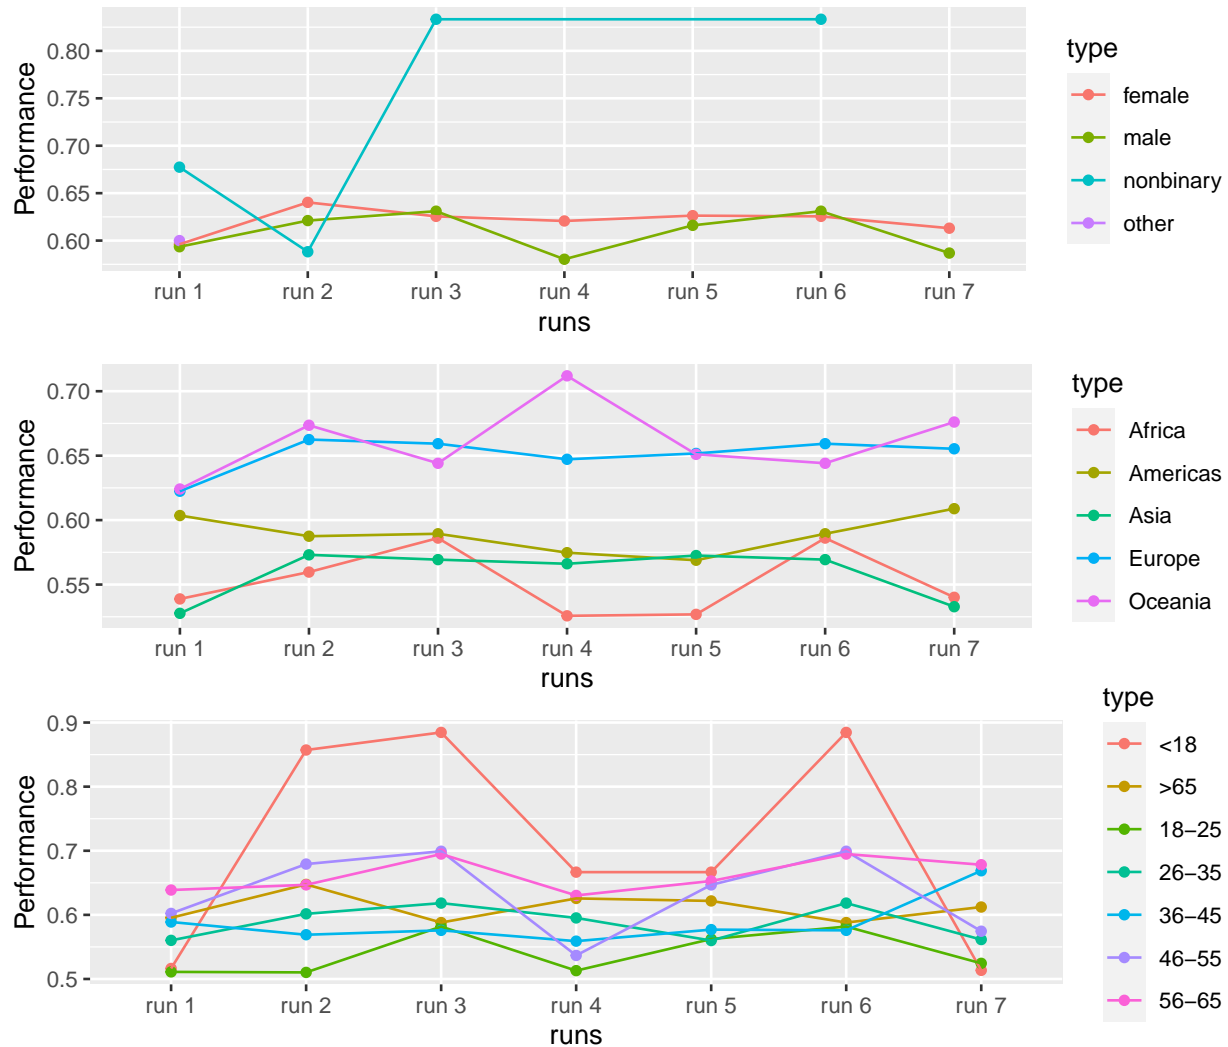 Performance
0.80
0.75
0.70
0.65
0.60
run 1 run 2 run 3 run 4 run 5 run 6 run 7
runs
type
female
male
nonbinary
other
Performance
0.70
0.65
0.60
0.55
run 1 run 2 run 3 run 4 run 5 run 6 run 7
runs
type
Africa
Americas
Asia
Europe
Oceania
Performance
0.9
0.8
0.7
0.6
0.5
run 1 run 2 run 3 run 4 run 5 run 6 run 7
runs
type
<18
>65
18−25
26−35
36−45
46−55
56−65